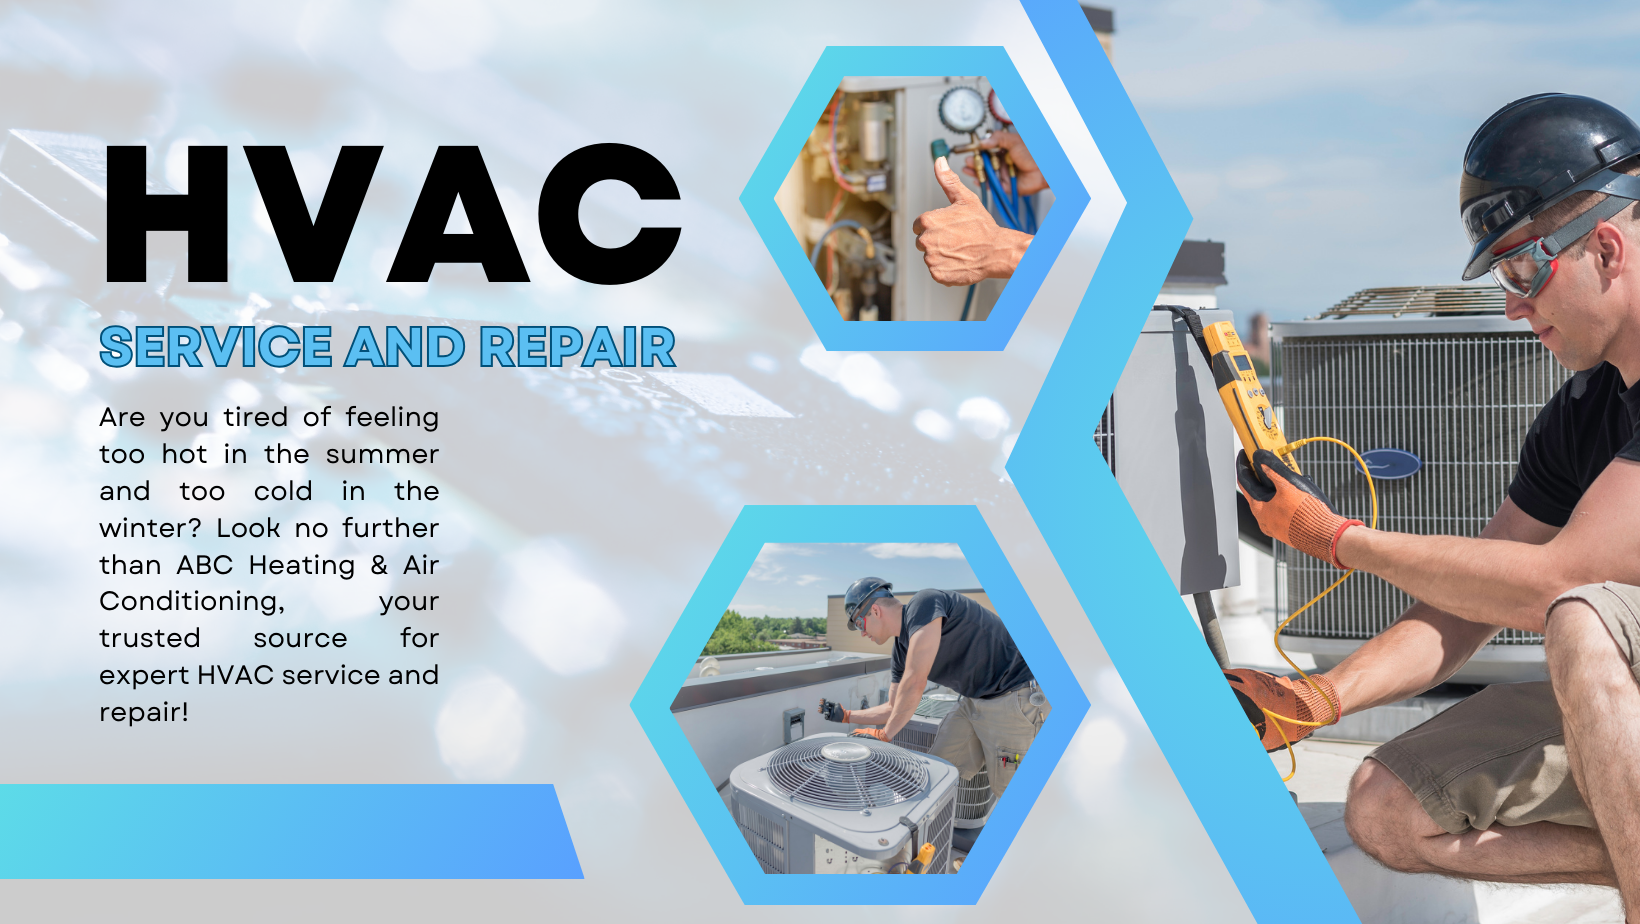 HVAC
SERVICE AND REPAIR
Are you tired of feeling
too hot in the summer
and too cold in the
winter? Look no further
than ABC Heating & Air
Conditioning, your
trusted source for
expert HVAC service and
repair!